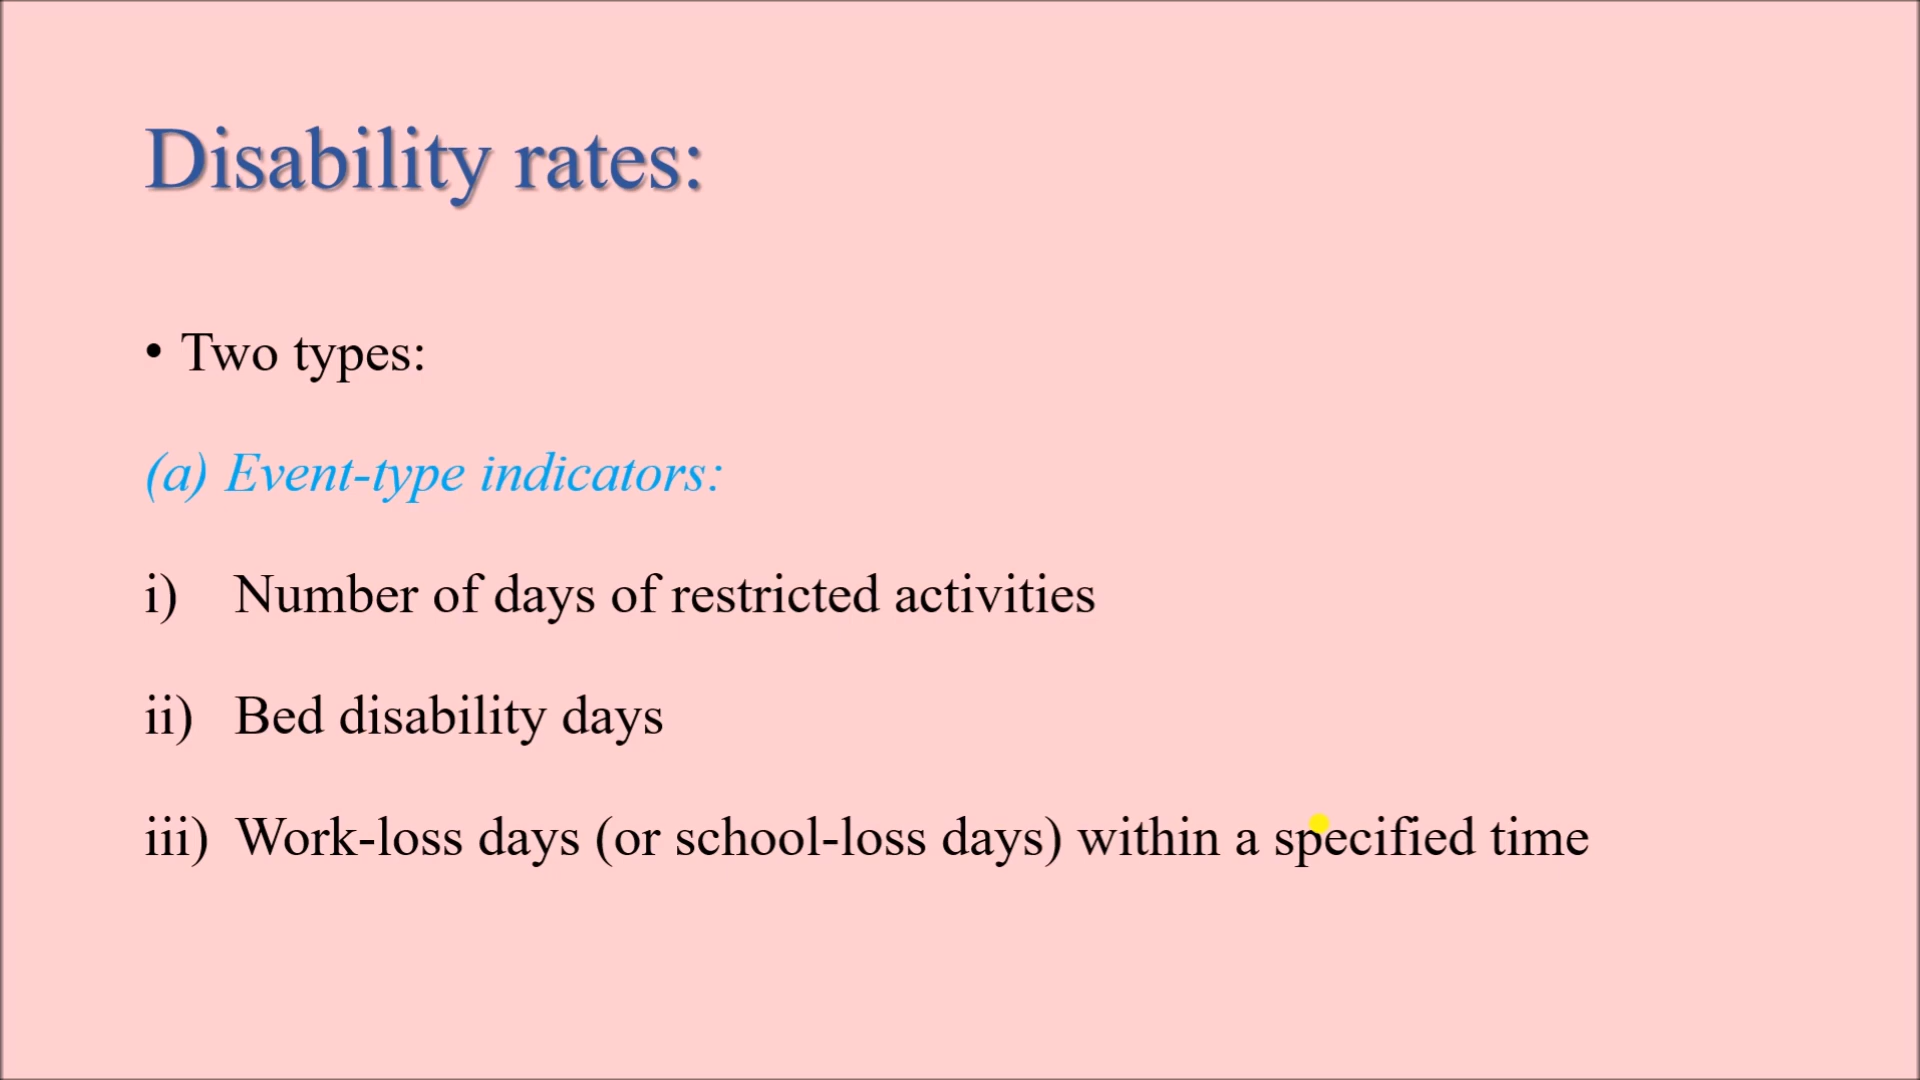 Disability rates:
• Two types:
(a) Event-type indicators:
i) Number of days of restricted activities
ii) Bed disability days
iii) Work-loss days (or school-loss days) within a specified time